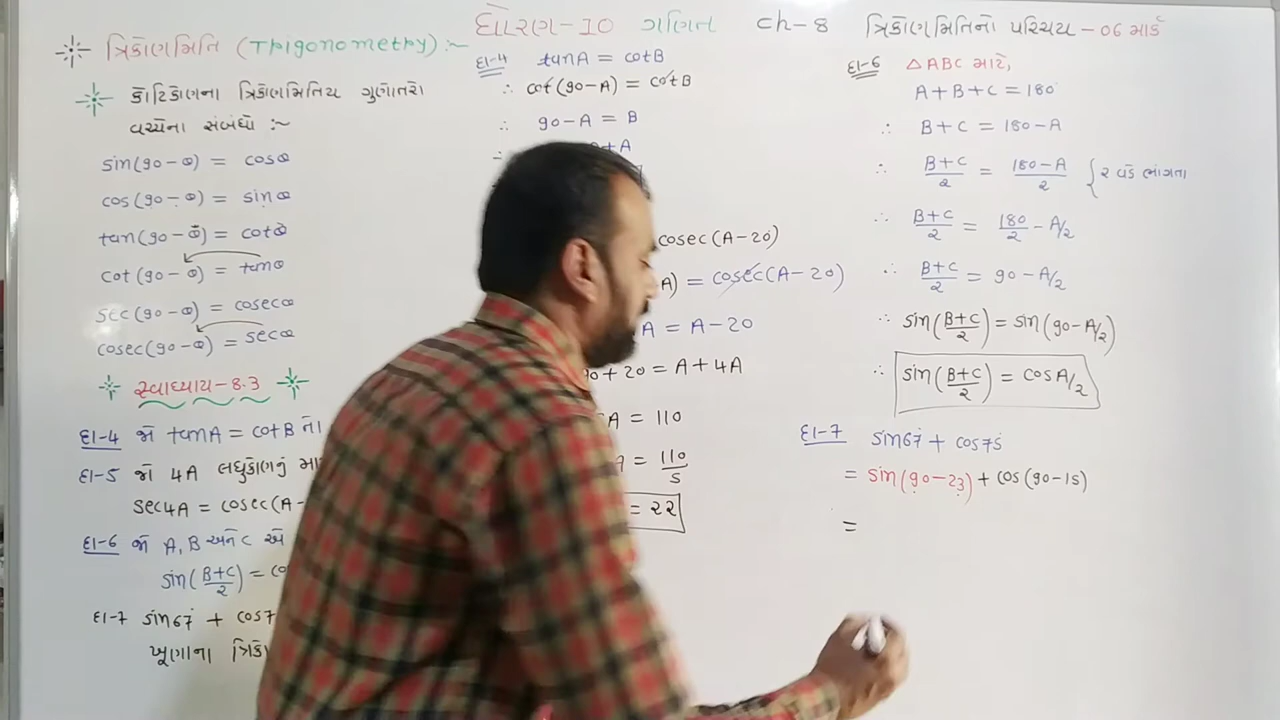 ધોરણ-10 ગણિત ch-8 ત્રિકોણમિતિનો પરિચય - 06 માર્ક
ત્રિકોણમિતિ (Trigonometry) :-
કોટિકોણના ત્રિકોણમિતિય ગુણોત્તરો
વચ્ચેના સંબંધો :-
sin(90-θ) = cosθ
cos(90-θ) = sinθ
tan(90-θ) = cotθ
cot(90-θ) = tanθ
sec(90-θ) = cosecθ
cosec(90-θ) = secθ
સ્વાધ્યાય-8.3
દા-4 જો tanA = cotB નો
દા-5 જો 4A લઘુકોણનું મા
sec4A = cosec(A-
દા-6 જો A, B અને C એ
sin(B+C/2) = co
દા-7 sin67° + cos7
ખૂણાના ત્રિકો
દા-4 tanA = cotB
∴ cot(90-A) = cotB
∴ 90-A = B
+A
cosec(A-20)
A) = cosec(A-20)
A = A-20
90+20 = A+4A
A = 110
= 110/5
= 22
દા-6 △ABC માટે,
A+B+C = 180°
∴ B+C = 180-A
∴ B+C/2 = 180-A/2 { 2 વડે ભાગતા
∴ B+C/2 = 180/2 - A/2
∴ B+C/2 = 90-A/2
∴ sin(B+C/2) = sin(90-A/2)
∴ sin(B+C/2) = cosA/2
દા-7 sin67° + cos75°
= sin(90-23) + cos(90-15)
=